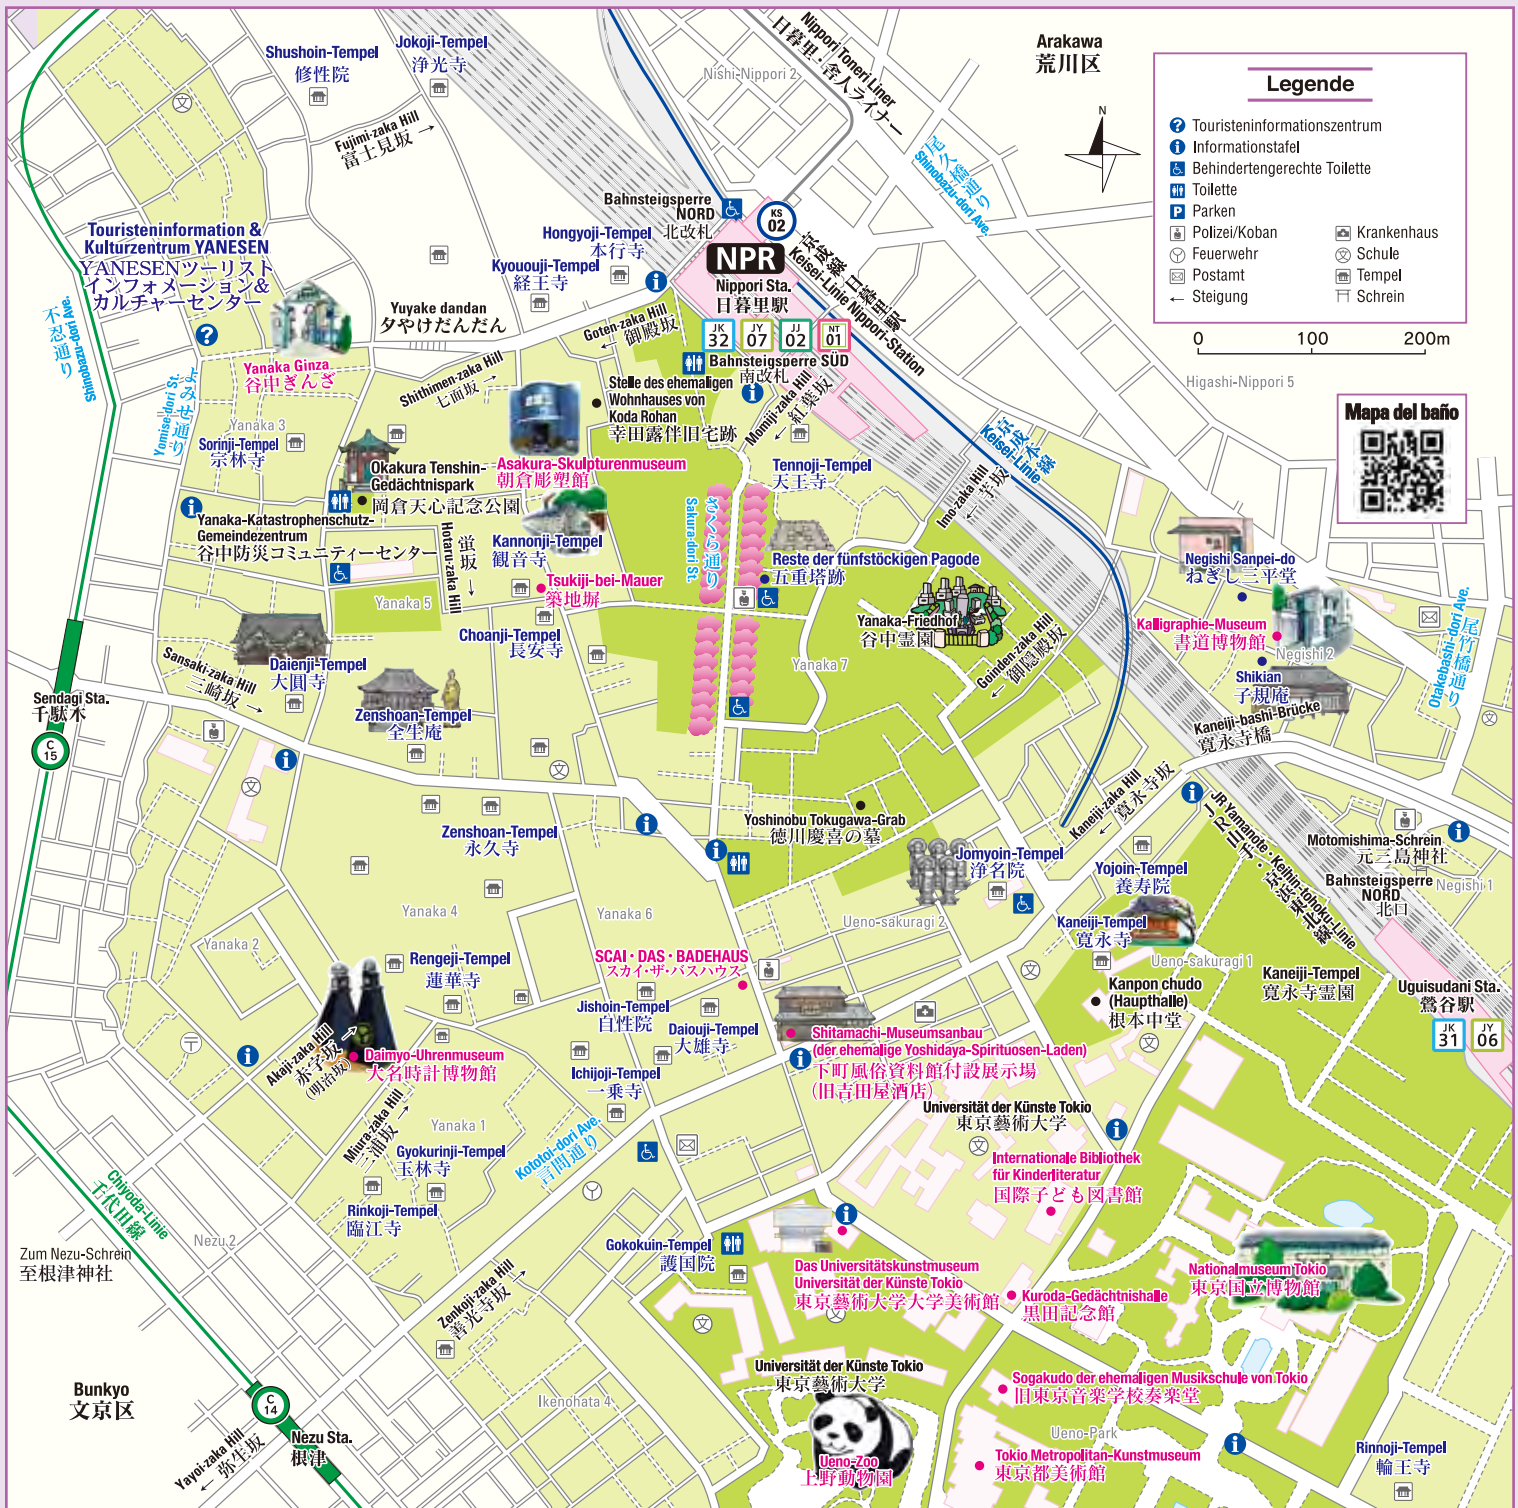 Shushoin-Tempel
修性院
Jokoji-Tempel
浄光寺
Nishi-Nippori 2
Nippori Toneri Liner
日暮里・舎人ライナー
Arakawa
荒川区
尾久橋通り
Shinobazu-dori Ave.
N
Legende
Touristeninformationszentrum
Informationstafel
Behindertengerechte Toilette
Toilette
Parken
Polizei/Koban
Krankenhaus
Feuerwehr
Schule
Postamt
Tempel
Steigung
Schrein
0
100
200m
Fujimi-zaka Hill
富士見坂
Touristeninformation &
Kulturzentrum YANESEN
YANESENツーリスト
インフォメーション&
カルチャーセンター
Bahnsteigsperre
NORD
北改札
KS
02
Hongyoji-Tempel
本行寺
Kyououji-Tempel
経王寺
NPR
Nippori Sta.
日暮里駅
京成線日暮里駅
Keisei-Line Nippori-Station
JK
32
JY
07
JJ
02
NT
01
Yuyake dandan
夕やけだんだん
Goten-zaka Hill
御殿坂
Bahnsteigsperre SÜD
南改札
不忍通り
Shinobazu-dori Ave.
Yanaka Ginza
谷中ぎんざ
Shithimen-zaka Hill
七面坂
Stelle des ehemaligen
Wohnhauses von
Koda Rohan
幸田露伴旧宅跡
Momiji-zaka Hill
紅葉坂
Higashi-Nippori 5
Mapa del baño
Yomise-dori St.
よみせ通り
Yanaka 3
Sorinji-Tempel
宗林寺
Okakura Tenshin-
Gedächtnispark
岡倉天心記念公園
Asakura-Skulpturenmuseum
朝倉彫塑館
Tennoji-Tempel
天王寺
京成本線
Keisei-Linie
Imo-zaka Hill
芋坂
Yanaka-Katastrophenschutz-
Gemeindezentrum
谷中防災コミュニティーセンター
Hotaru-zaka Hill
蛍坂
Kannonji-Tempel
観音寺
さくら通り
Sakura-dori St.
Reste der fünfstöckigen Pagode
五重塔跡
Negishi Sanpei-do
ねぎし三平堂
Yanaka 5
Tsukiji-bei-Mauer
築地塀
Choanji-Tempel
長安寺
Yanaka-Friedhof
谷中霊園
Kalligraphie-Museum
書道博物館
Negishi 2
Shikian
子規庵
尾竹橋通り
Otakebashi-dori Ave.
Sansaki-zaka Hill
三崎坂
Daienji-Tempel
大圓寺
Yanaka 7
Goinden-zaka Hill
御隠殿坂
Sendagi Sta.
千駄木
C
15
Zenshoan-Tempel
全生庵
Kaneiji-bashi-Brücke
寛永寺橋
Kaneiji-zaka Hill
寛永寺坂
Yoshinobu Tokugawa-Grab
徳川慶喜の墓
Zenshoan-Tempel
永久寺
JR Yamanote・Keihin-tohoku-Linie
JR山手・京浜東北線
Motomishima-Schrein
元三島神社
Bahnsteigsperre
NORD
北口
Negishi 1
Jomyoin-Tempel
浄名院
Yojoin-Tempel
養寿院
Kaneiji-Tempel
寛永寺
Yanaka 4
Yanaka 6
Ueno-sakuragi 2
Yanaka 2
Ueno-sakuragi 1
Rengeji-Tempel
蓮華寺
SCAI・DAS・BADEHAUS
スカイ・ザ・バスハウス
Kanpon chudo
(Haupthalle)
根本中堂
Kaneiji-Tempel
寛永寺霊園
Uguisudani Sta.
鶯谷駅
JK
31
JY
06
Jishoin-Tempel
自性院
Daiouji-Tempel
大雄寺
Shitamachi-Museumsanbau
(der ehemalige Yoshidaya-Spirituosen-Laden)
下町風俗資料館付設展示場
(旧吉田屋酒店)
Akaji-zaka Hill
赤字坂
(明治坂)
Daimyo-Uhrenmuseum
大名時計博物館
Ichijoji-Tempel
一乗寺
Universität der Künste Tokio
東京藝術大学
Miura-zaka Hill
三浦坂
Yanaka 1
Gyokurinji-Tempel
玉林寺
Kototoi-dori Ave.
言問通り
Internationale Bibliothek
für Kinderliteratur
国際子ども図書館
Chiyoda-Linie
千代田線
Rinkoji-Tempel
臨江寺
Nezu 2
Zum Nezu-Schrein
至根津神社
Gokokuin-Tempel
護国院
Das Universitätskunstmuseum
Universität der Künste Tokio
東京藝術大学大学美術館
Nationalmuseum Tokio
東京国立博物館
Kuroda-Gedächtnishalle
黒田記念館
Zenkoji-zaka Hill
善光寺坂
Universität der Künste Tokio
東京藝術大学
Sogakudo der ehemaligen Musikschule von Tokio
旧東京音楽学校奏楽堂
Bunkyo
文京区
C
14
Nezu Sta.
根津
Ikenohata 4
Ueno-Park
Yayoi-zaka Hill
弥生坂
Ueno-Zoo
上野動物園
Tokio Metropolitan-Kunstmuseum
東京都美術館
Rinnoji-Tempel
輪王寺